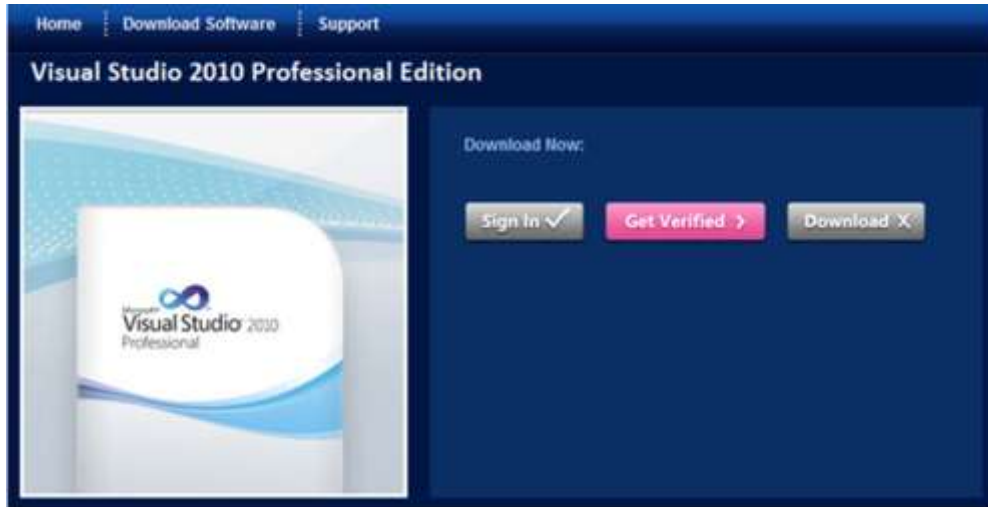 Home Download Software Support
Visual Studio 2010 Professional Edition
Download Now:
Sign In Get Verified > Download X
Microsoft
Visual Studio 2010
Professional